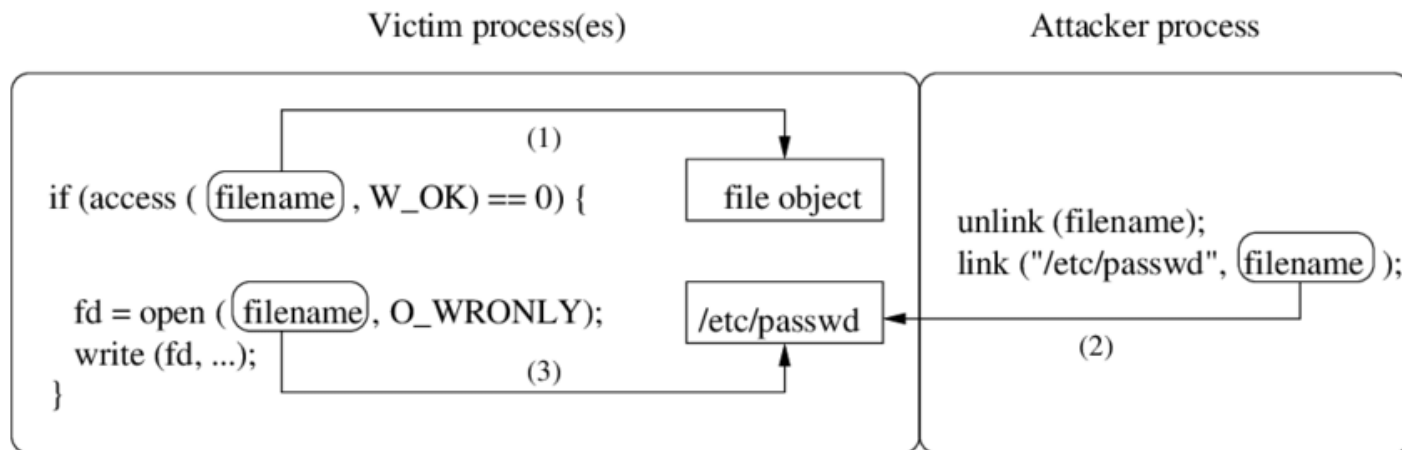 Victim process(es)
Attacker process
(1)
if (access ( filename , W_OK) == 0) {
file object
unlink (filename);
link ("/etc/passwd", filename );
fd = open ( filename, O_WRONLY);
/etc/passwd
write (fd, ...);
(2)
(3)
}